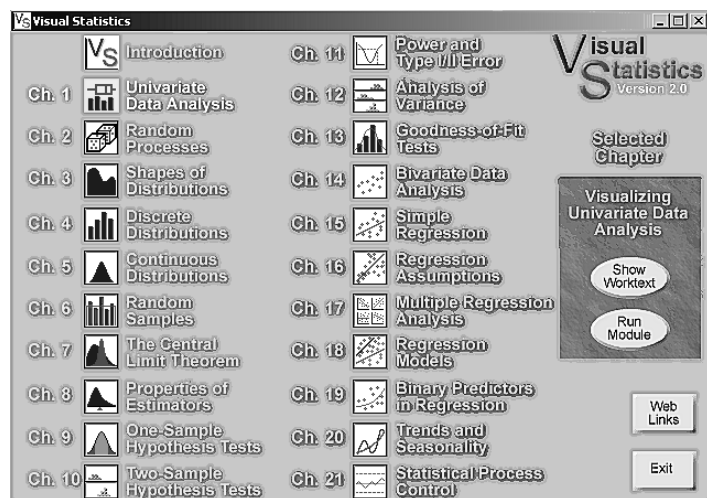 Visual Statistics
VS Introduction
Ch. 1 Univariate
Data Analysis
Ch. 2 Random
Processes
Ch. 3 Shapes of
Distributions
Ch. 4 Discrete
Distributions
Ch. 5 Continuous
Distributions
Ch. 6 Random
Samples
Ch. 7 The Central
Limit Theorem
Ch. 8 Properties of
Estimators
Ch. 9 One-Sample
Hypothesis Tests
Ch. 10 Two-Sample
Hypothesis Tests
Ch. 11 Power and
Type I/II Error
Ch. 12 Analysis of
Variance
Ch. 13 Goodness-of-Fit
Tests
Ch. 14 Bivariate Data
Analysis
Ch. 15 Simple
Regression
Ch. 16 Regression
Assumptions
Ch. 17 Multiple Regression
Analysis
Ch. 18 Regression
Models
Ch. 19 Binary Predictors
in Regression
Ch. 20 Trends and
Seasonality
Ch. 21 Statistical Process
Control
Visual
Statistics
Version 2.0
Selected
Chapter
Visualizing
Univariate Data
Analysis
Show
Worktext
Run
Module
Web
Links
Exit